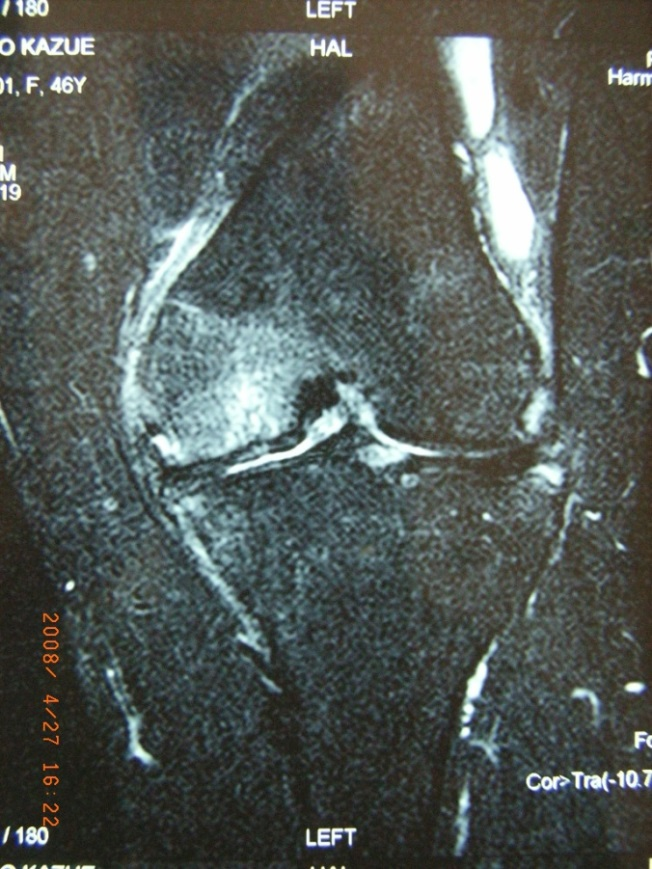 / 180
LEFT
O KAZUE
HAL
01, F, 46Y
Harm
M
19
2008/ 4/27 16:22
Fo
Cor>Tra(-10.7
/ 180
LEFT